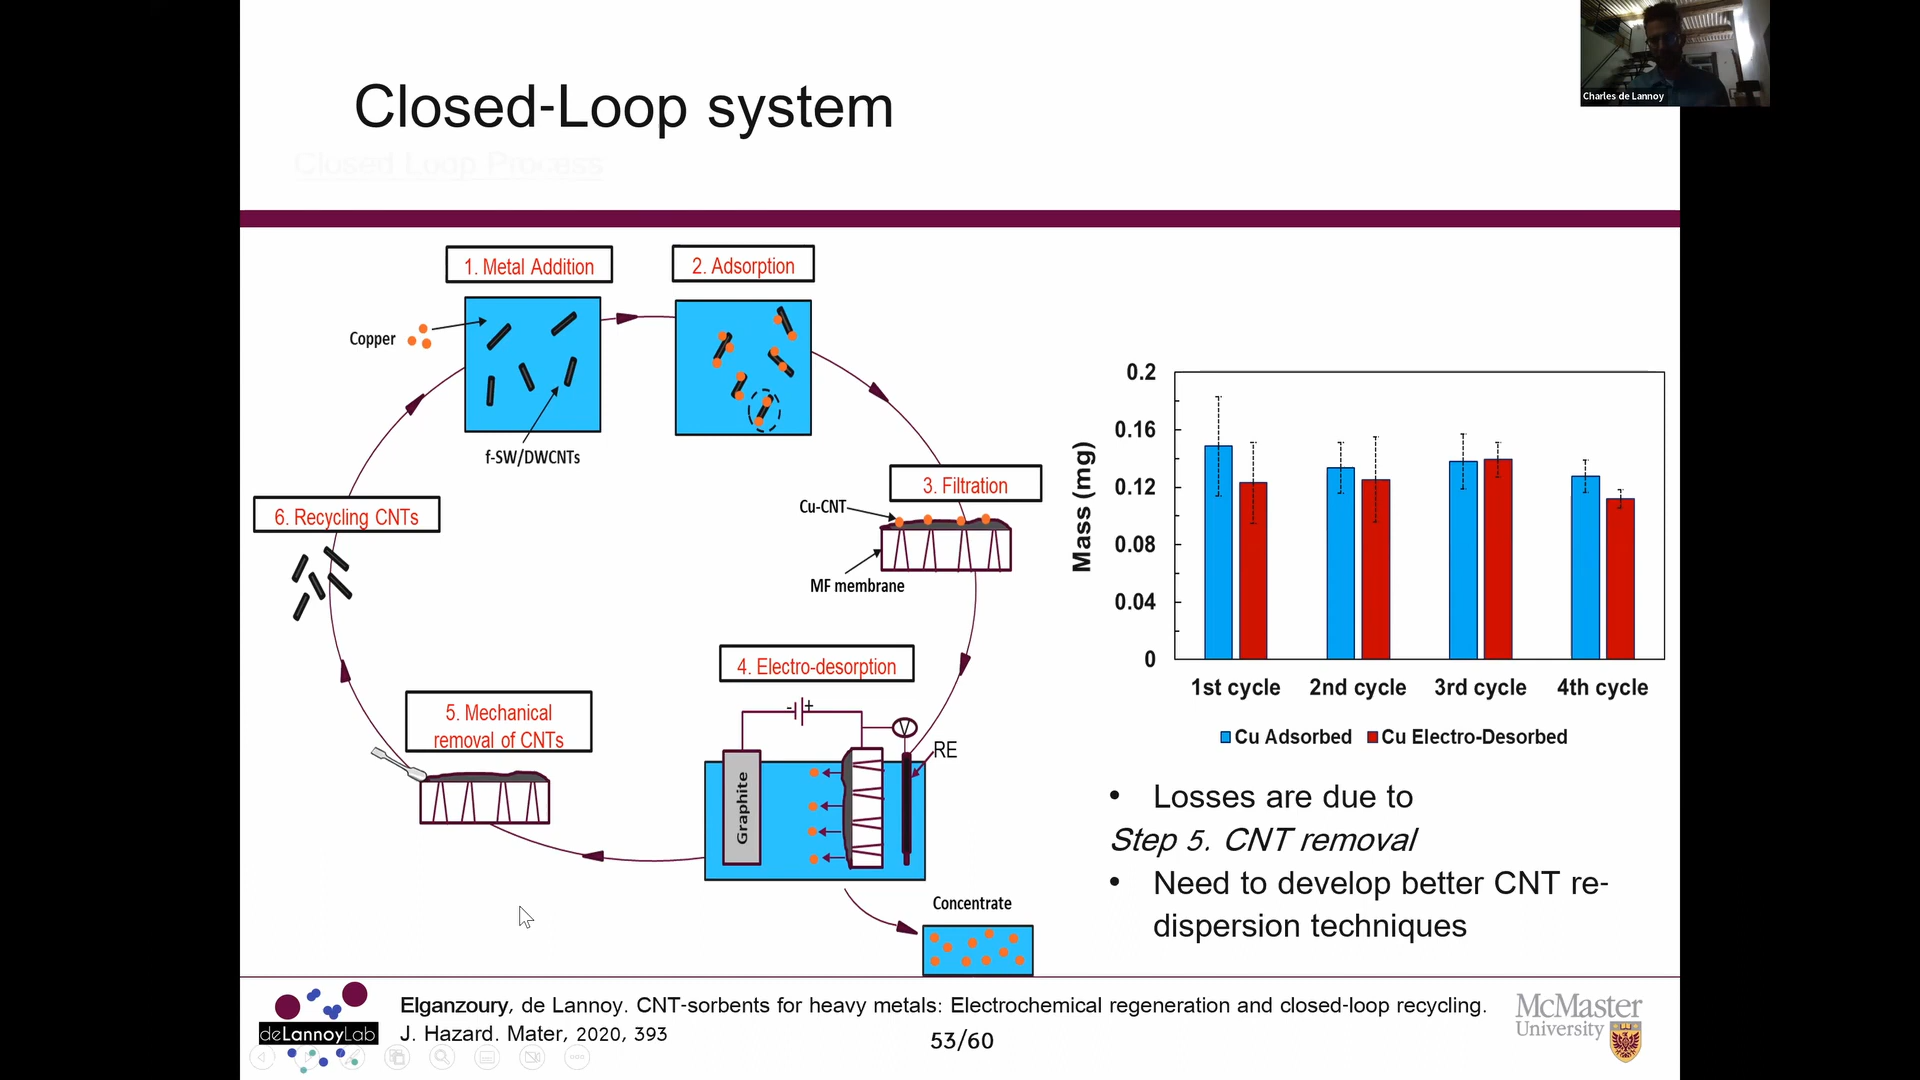 Charles de Lannoy
Closed-Loop system
Closed Loop Process
1. Metal Addition
2. Adsorption
Copper
f-SW/DWCNTs
3. Filtration
Cu-CNT
MF membrane
6. Recycling CNTs
4. Electro-desorption
- +
V
RE
Graphite
5. Mechanical
removal of CNTs
Concentrate
Mass (mg)
0.2
0.16
0.12
0.08
0.04
0
1st cycle 2nd cycle 3rd cycle 4th cycle
Cu Adsorbed Cu Electro-Desorbed
• Losses are due to
Step 5. CNT removal
• Need to develop better CNT re-
dispersion techniques
deLannoyLab
Elganzoury, de Lannoy. CNT-sorbents for heavy metals: Electrochemical regeneration and closed-loop recycling.
J. Hazard. Mater, 2020, 393
53/60
McMaster
University